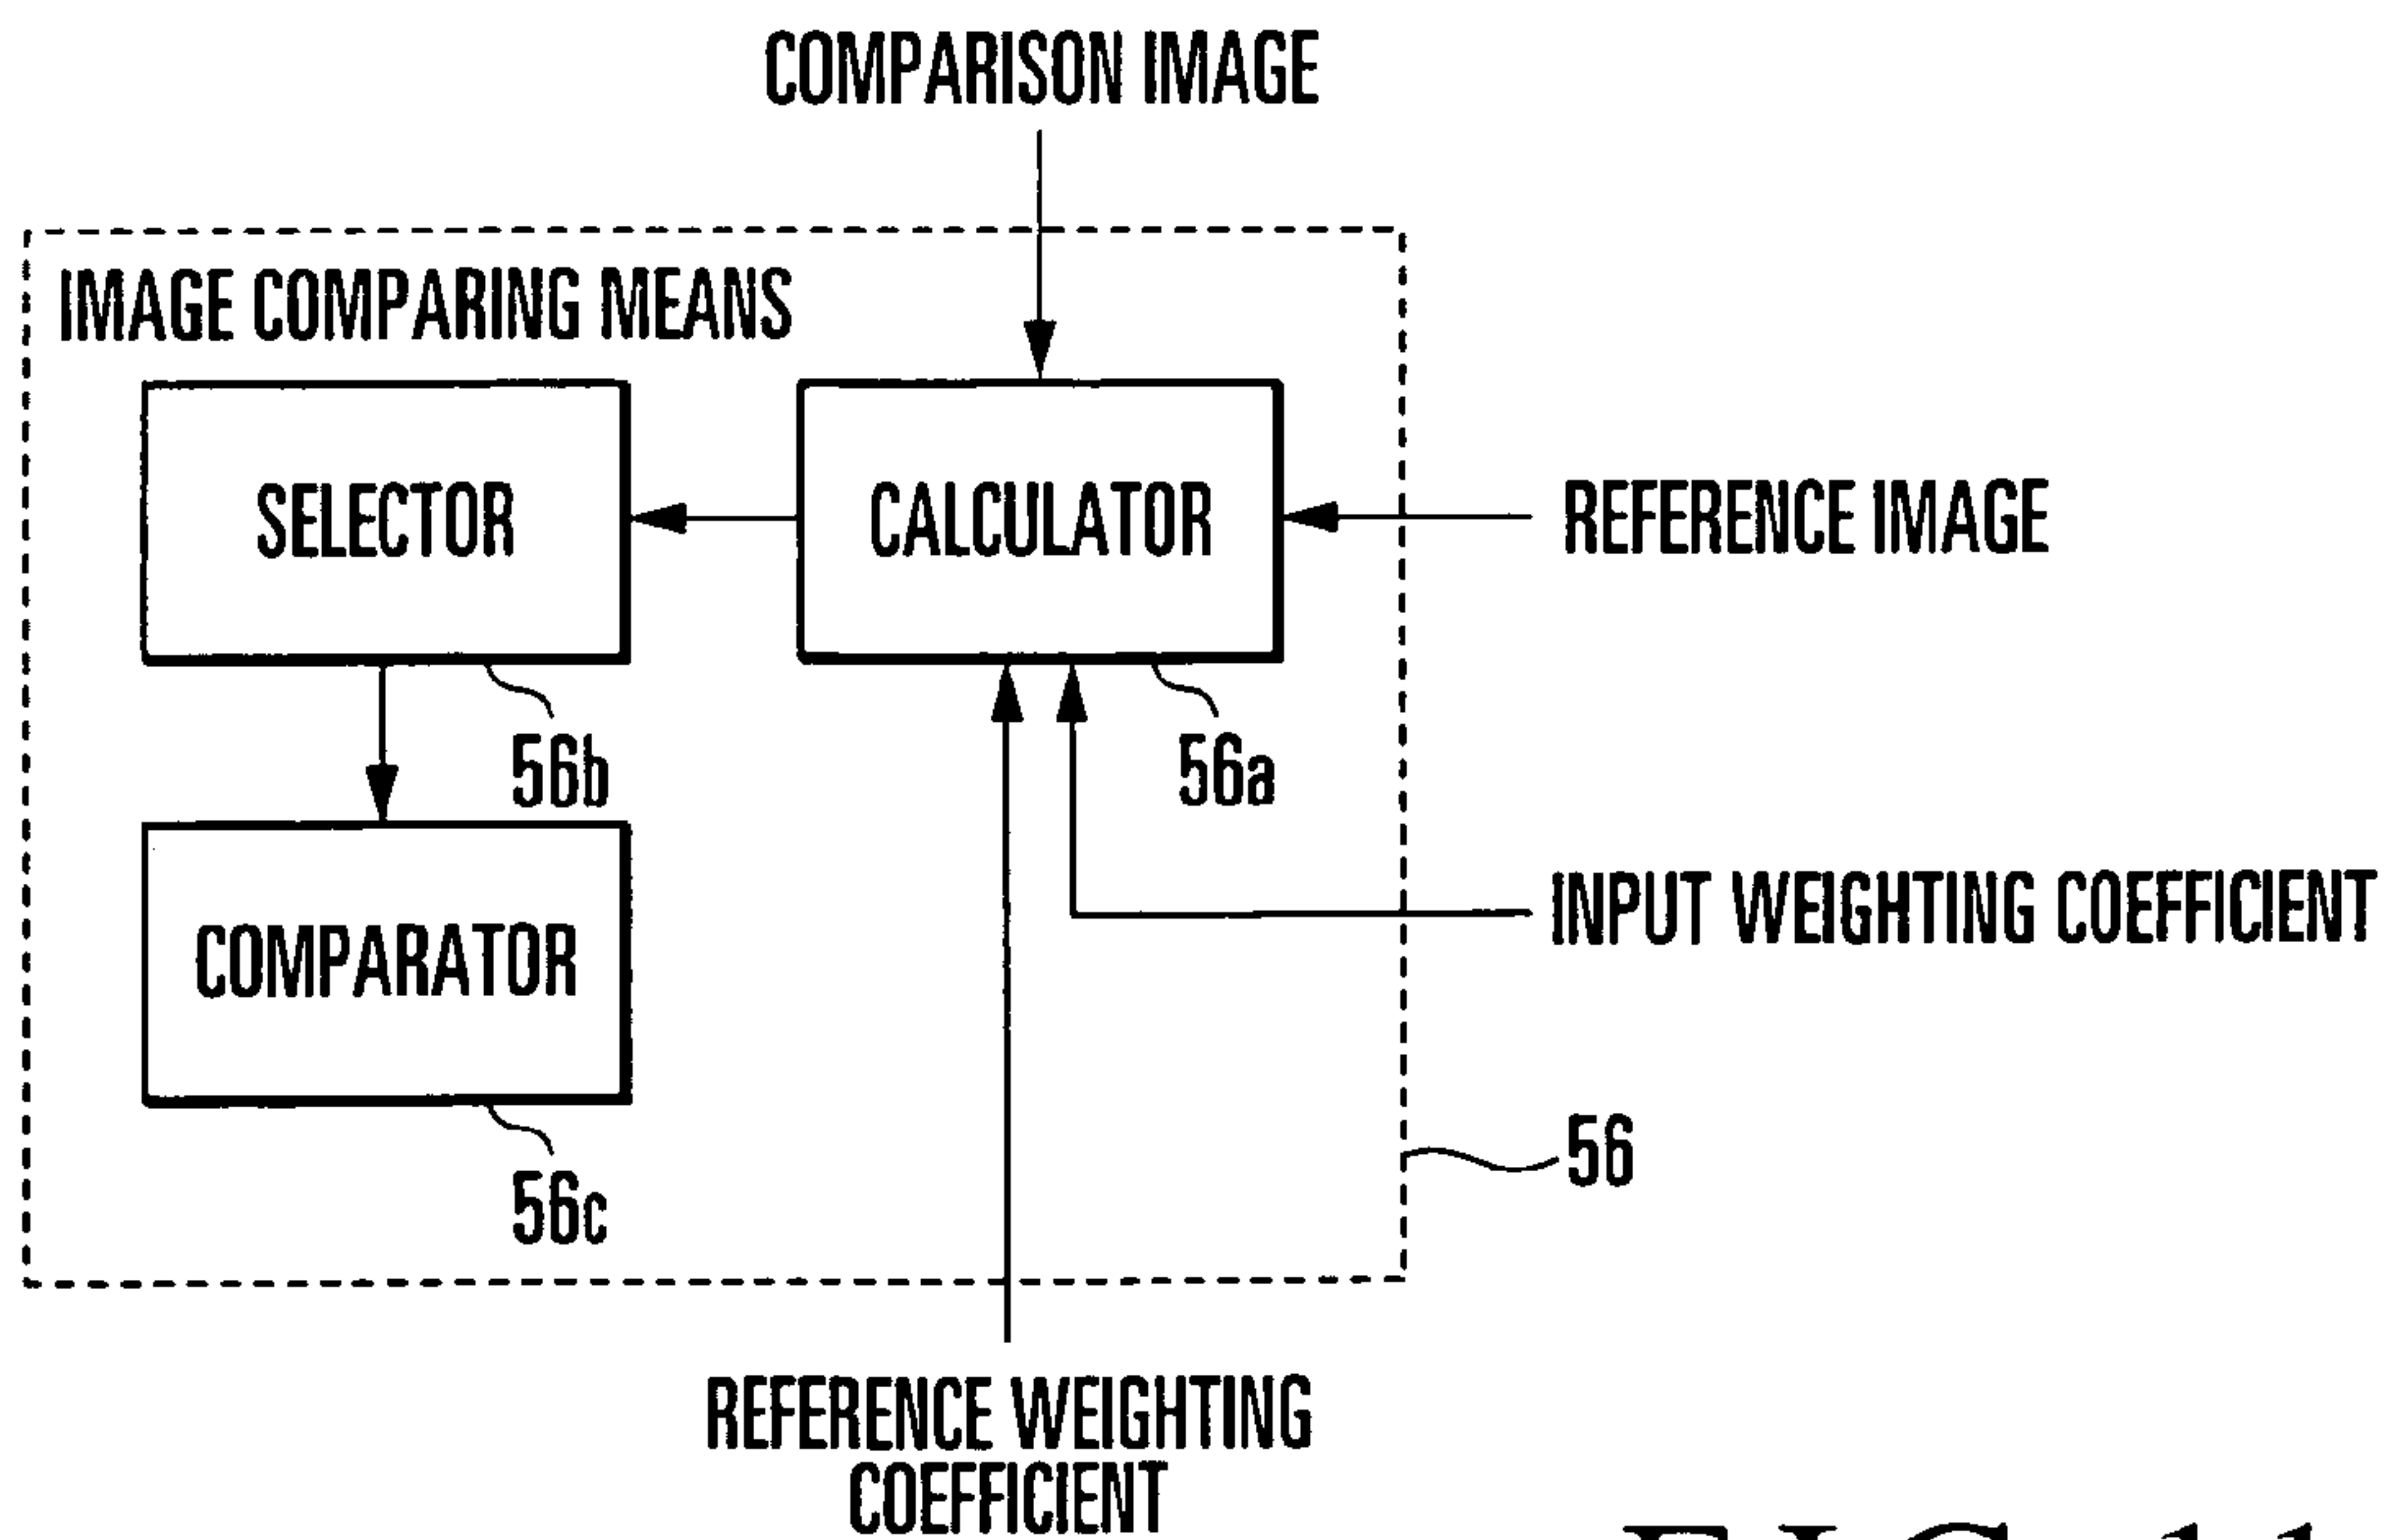 COMPARISON IMAGE
IMAGE COMPARING MEANS
SELECTOR
CALCULATOR
REFERENCE IMAGE
56b
56a
INPUT WEIGHTING COEFFICIENT
COMPARATOR
56
56c
REFERENCE WEIGHTING
COEFFICIENT